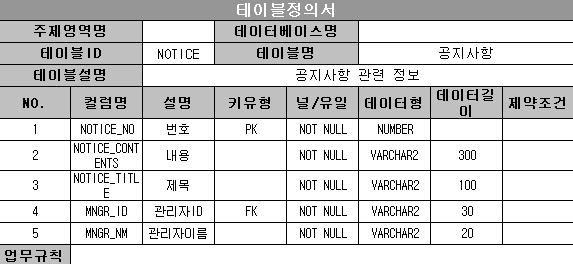 테이블정의서
주제영역명 데이터베이스명
테이블ID NOTICE 테이블명 공지사항
테이블설명 공지사항 관련 정보
NO. 컬럼명 설명 키유형 널/유일 데이터형 데이터길
이 제약조건
1 NOTICE_NO 번호 PK NOT NULL NUMBER
2 NOTICE_CONT
ENTS 내용 NOT NULL VARCHAR2 300
3 NOTICE_TITL
E 제목 NOT NULL VARCHAR2 100
4 MNGR_ID 관리자ID FK NOT NULL VARCHAR2 30
5 MNGR_NM 관리자이름 NOT NULL VARCHAR2 20
업무규칙